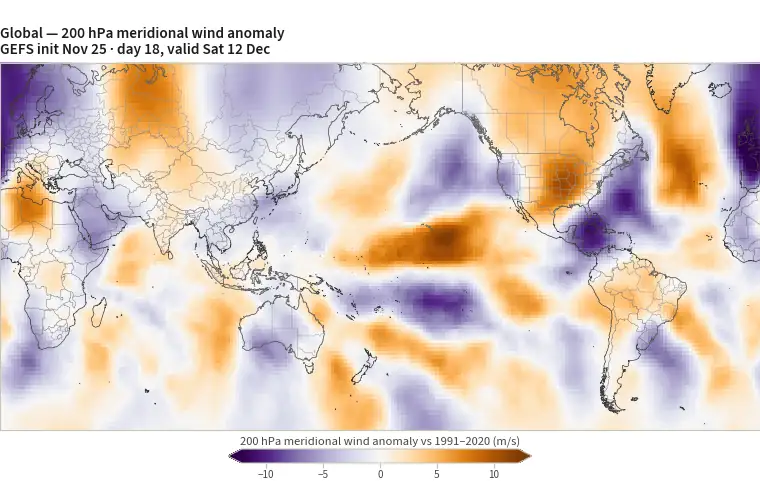 Global — 200 hPa meridional wind anomaly
GEFS init Nov 25 · day 18, valid Sat 12 Dec
200 hPa meridional wind anomaly vs 1991–2020 (m/s)
−10 −5 0 5 10